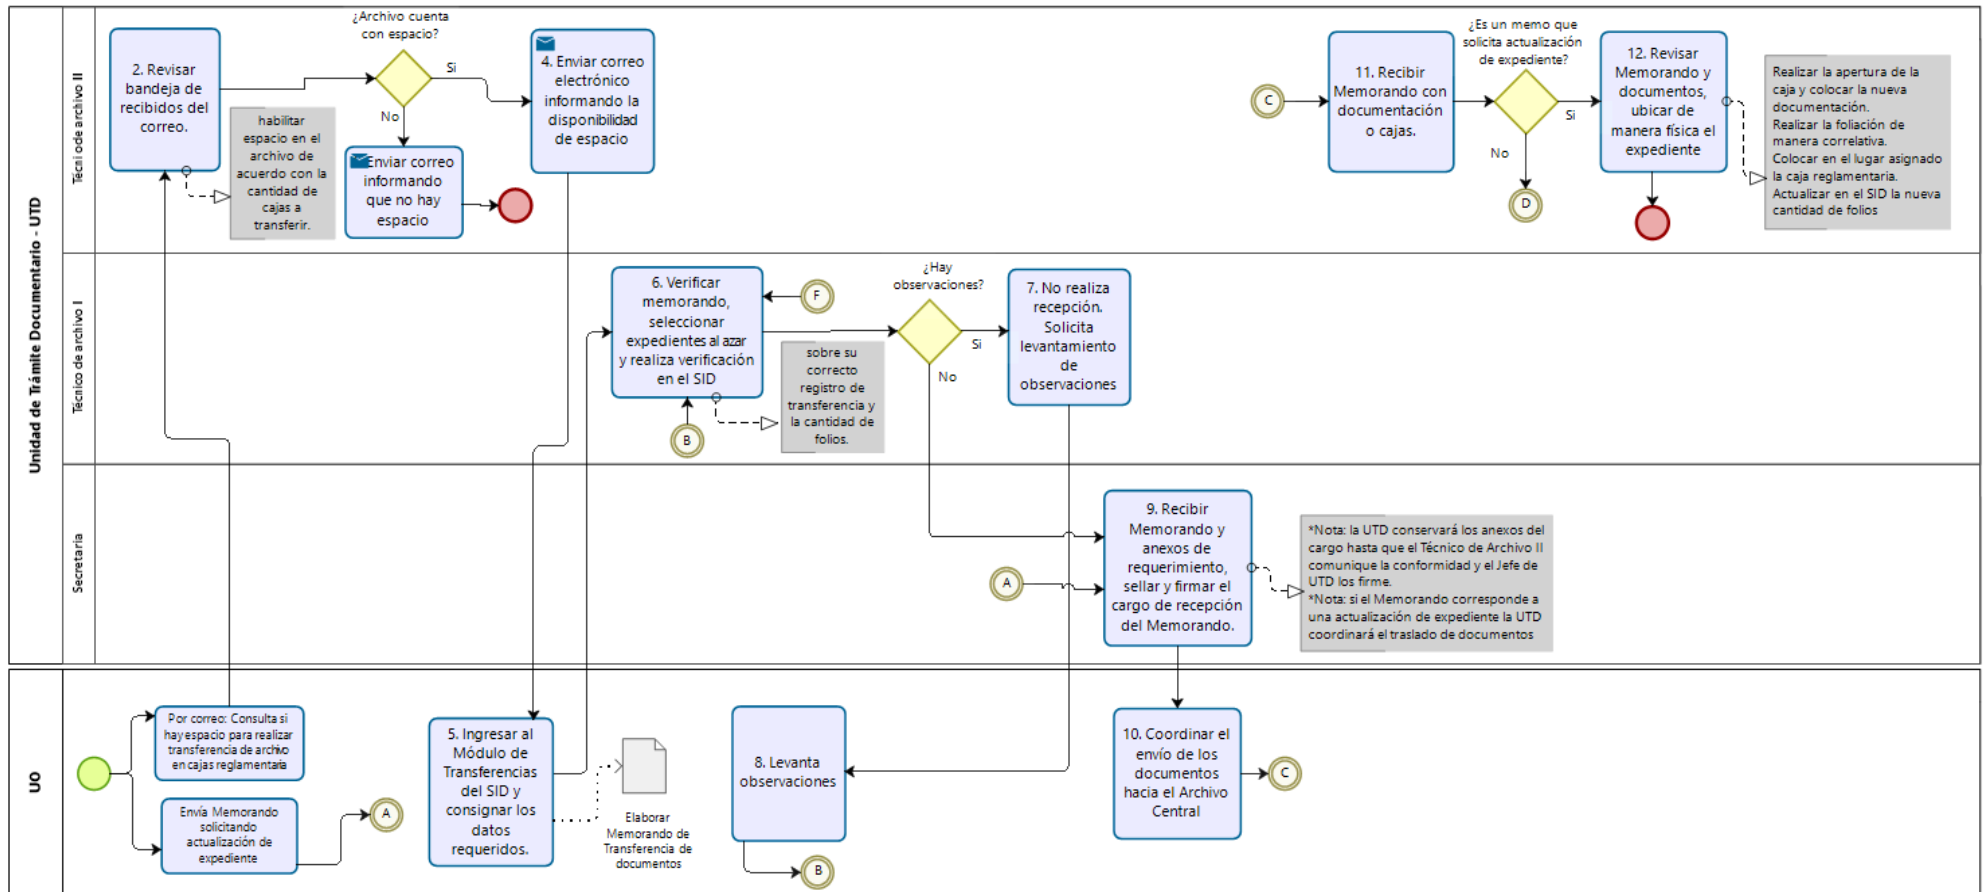 Unidad de Trámite Documentario - UTD
Técni ode archivo II
2. Revisar
bandeja de
recibidos del
correo.
habilitar
espacio en el
archivo de
acuerdo con la
cantidad de
cajas a
transferir.
¿Archivo cuenta
con espacio?
Si
No
Enviar correo
informando
que no hay
espacio
4. Enviar correo
electrónico
informando la
disponibilidad
de espacio
C
11. Recibir
Memorando con
documentación
o cajas.
¿Es un memo que
solicita actualización
de expediente?
Si
No
D
12. Revisar
Memorando y
documentos,
ubicar de
manera física el
expediente
Realizar la apertura de la
caja y colocar la nueva
documentación.
Realizar la foliación de
manera correlativa.
Colocar en el lugar asignado
la caja reglamentaria.
Actualizar en el SID la nueva
cantidad de folios
Técnico de archivo I
6. Verificar
memorando,
seleccionar
expedientes al azar
y realiza verificación
en el SID
F
B
sobre su
correcto
registro de
transferencia y
la cantidad de
folios.
¿Hay
observaciones?
Si
No
7. No realiza
recepción.
Solicita
levantamiento
de
observaciones
Secretaria
A
9. Recibir
Memorando y
anexos de
requerimiento,
sellar y firmar el
cargo de recepción
del Memorando.
*Nota: la UTD conservará los anexos del
cargo hasta que el Técnico de Archivo II
comunique la conformidad y el Jefe de
UTD los firme.
*Nota: si el Memorando corresponde a
una actualización de expediente la UTD
coordinará el traslado de documentos
UO
Por correo: Consulta si
hay espacio para realizar
transferencia de archivo
en cajas reglamentaria
Envía Memorando
solicitando
actualización de
expediente
A
5. Ingresar al
Módulo de
Transferencias
del SID y
consignar los
datos
requeridos.
Elaborar
Memorando de
Transferencia de
documentos
8. Levanta
observaciones
B
10. Coordinar el
envío de los
documentos
hacia el Archivo
Central
C